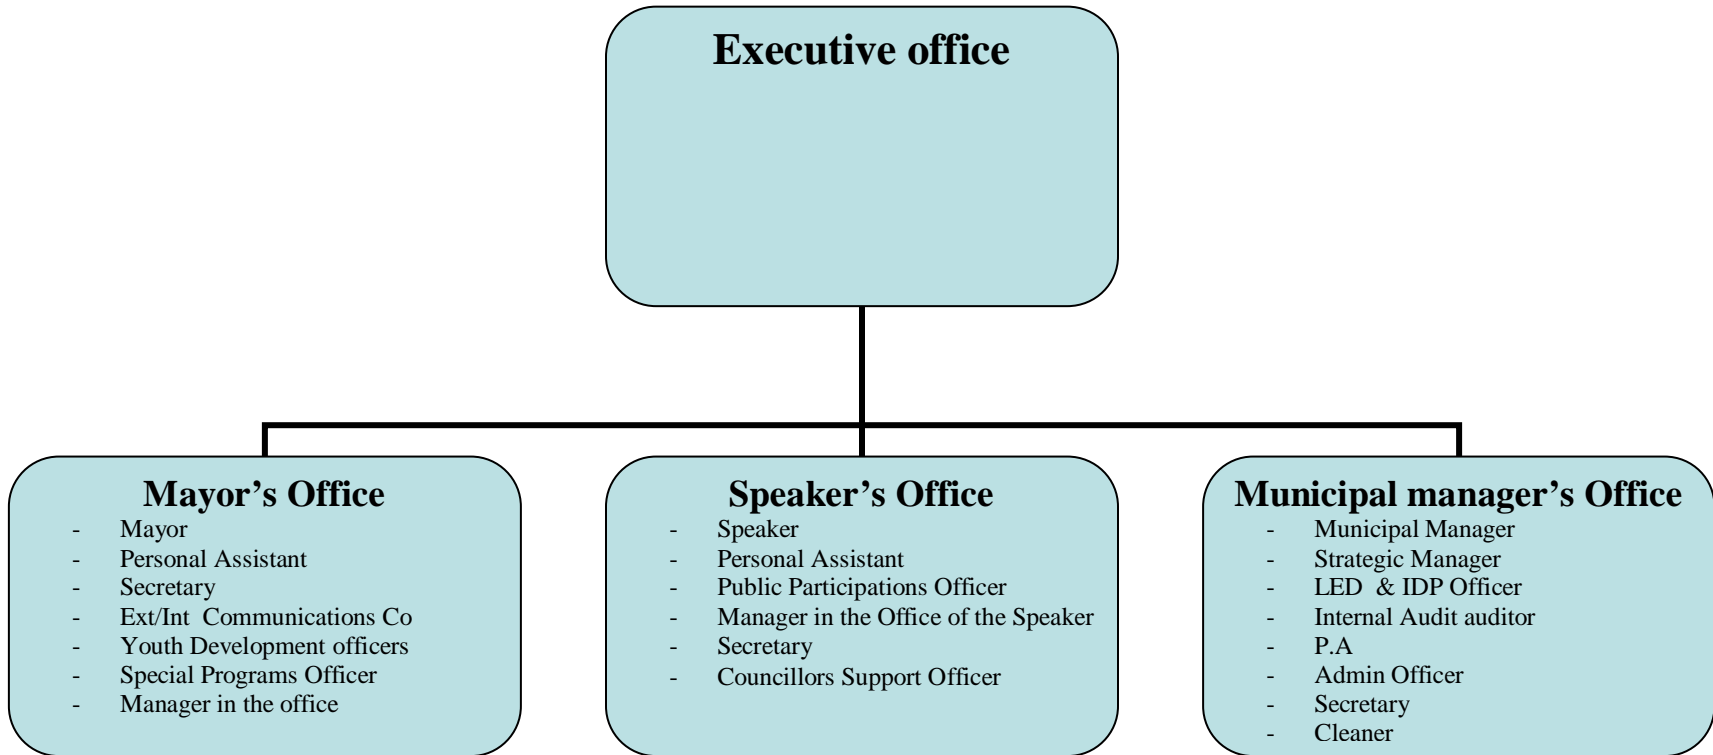 Executive office
Mayor’s Office
- Mayor
- Personal Assistant
- Secretary
- Ext/Int Communications Co
- Youth Development officers
- Special Programs Officer
- Manager in the office
Speaker’s Office
- Speaker
- Personal Assistant
- Public Participations Officer
- Manager in the Office of the Speaker
- Secretary
- Councillors Support Officer
Municipal manager’s Office
- Municipal Manager
- Strategic Manager
- LED & IDP Officer
- Internal Audit auditor
- P.A
- Admin Officer
- Secretary
- Cleaner